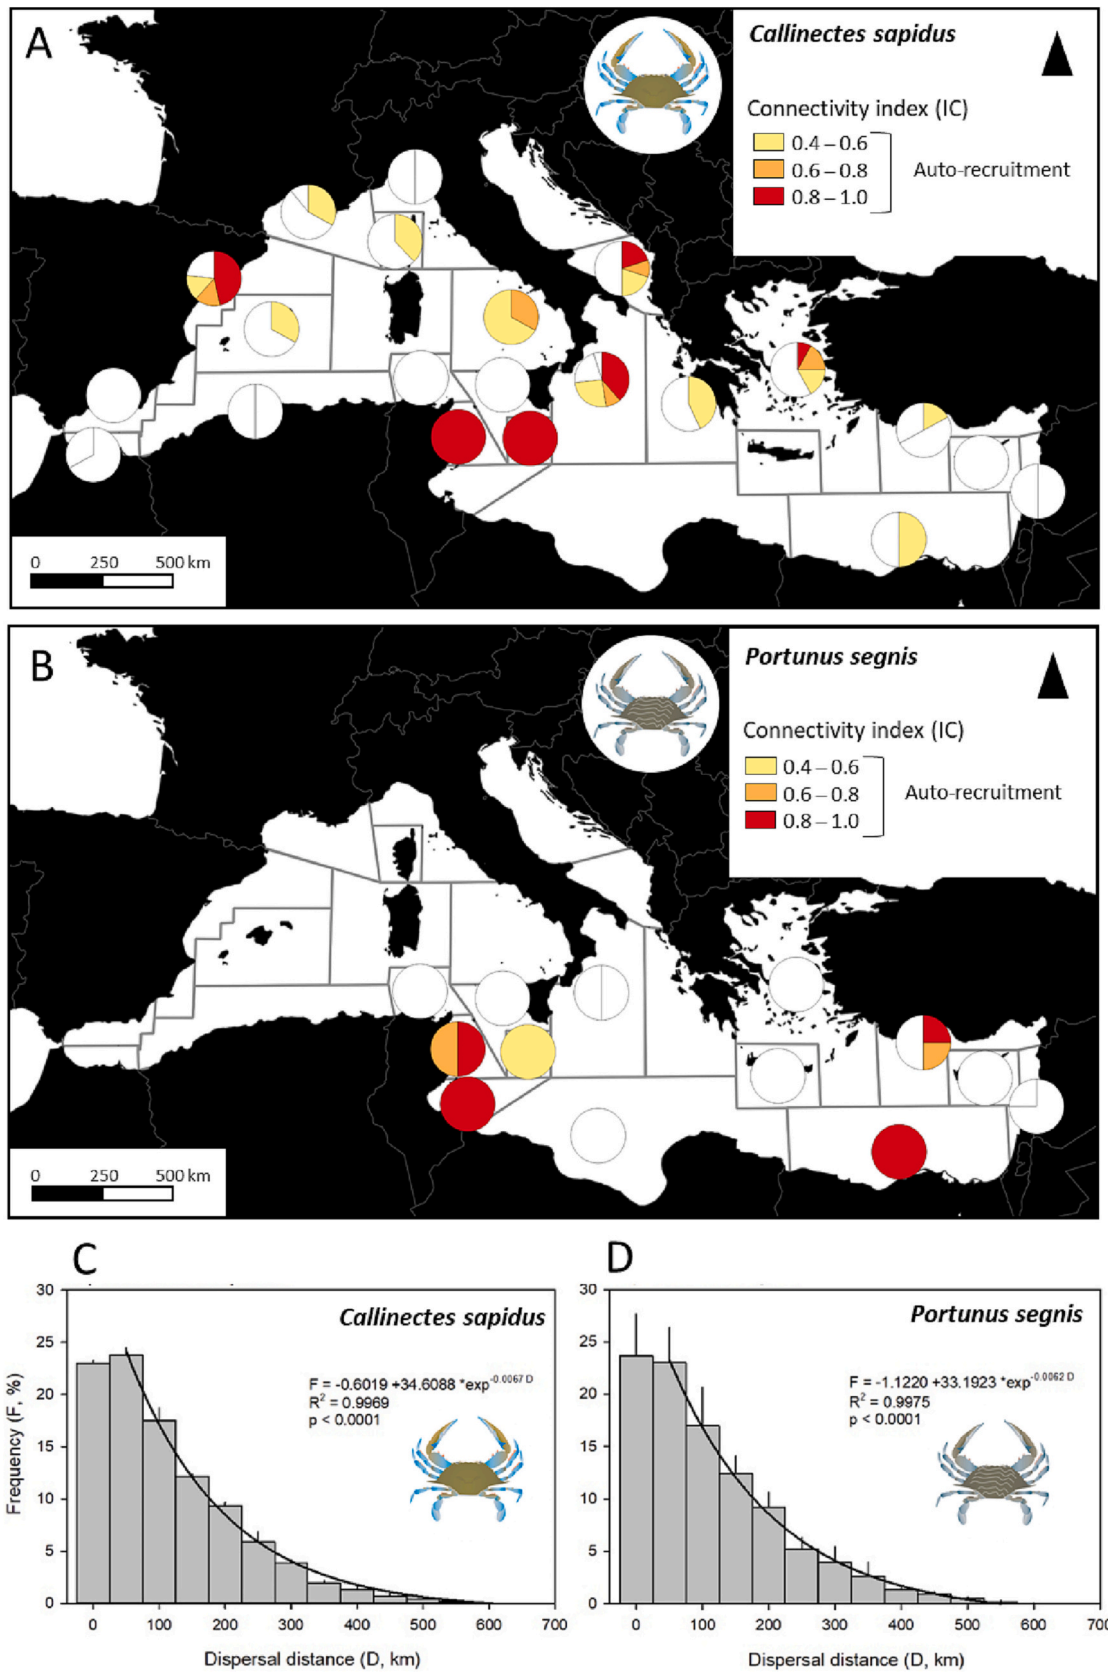 A
Callinectes sapidus
Connectivity index (IC)
0.4 – 0.6
0.6 – 0.8
0.8 – 1.0
Auto-recruitment
0 250 500 km
B
Portunus segnis
Connectivity index (IC)
0.4 – 0.6
0.6 – 0.8
0.8 – 1.0
Auto-recruitment
0 250 500 km
C
Callinectes sapidus
F = -0.6019 +34.6088 *exp-0.0067 D
R2 = 0.9969
p < 0.0001
Frequency (F, %)
30
25
20
15
10
5
0
0 100 200 300 400 500 600 700
Dispersal distance (D, km)
D
Portunus segnis
F = -1.1220 +33.1923 *exp-0.0062 D
R2 = 0.9975
p < 0.0001
30
25
20
15
10
5
0
0 100 200 300 400 500 600 700
Dispersal distance (D, km)